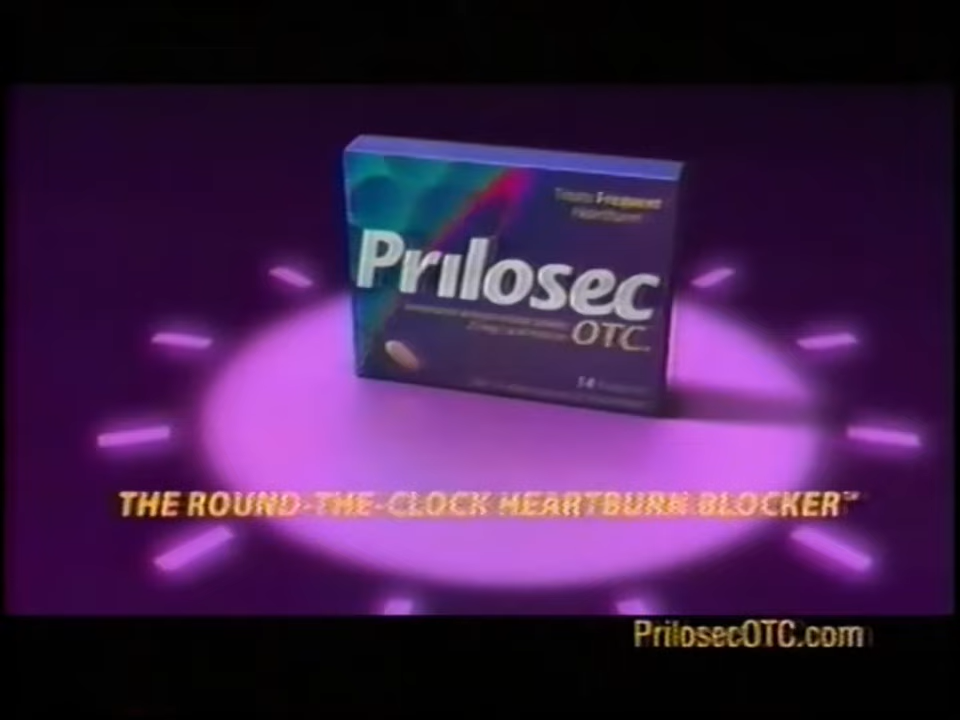 Treats Frequent
Heartburn
Prilosec
OTC
14
THE ROUND-THE-CLOCK HEARTBURN BLOCKER™
PrilosecOTC.com